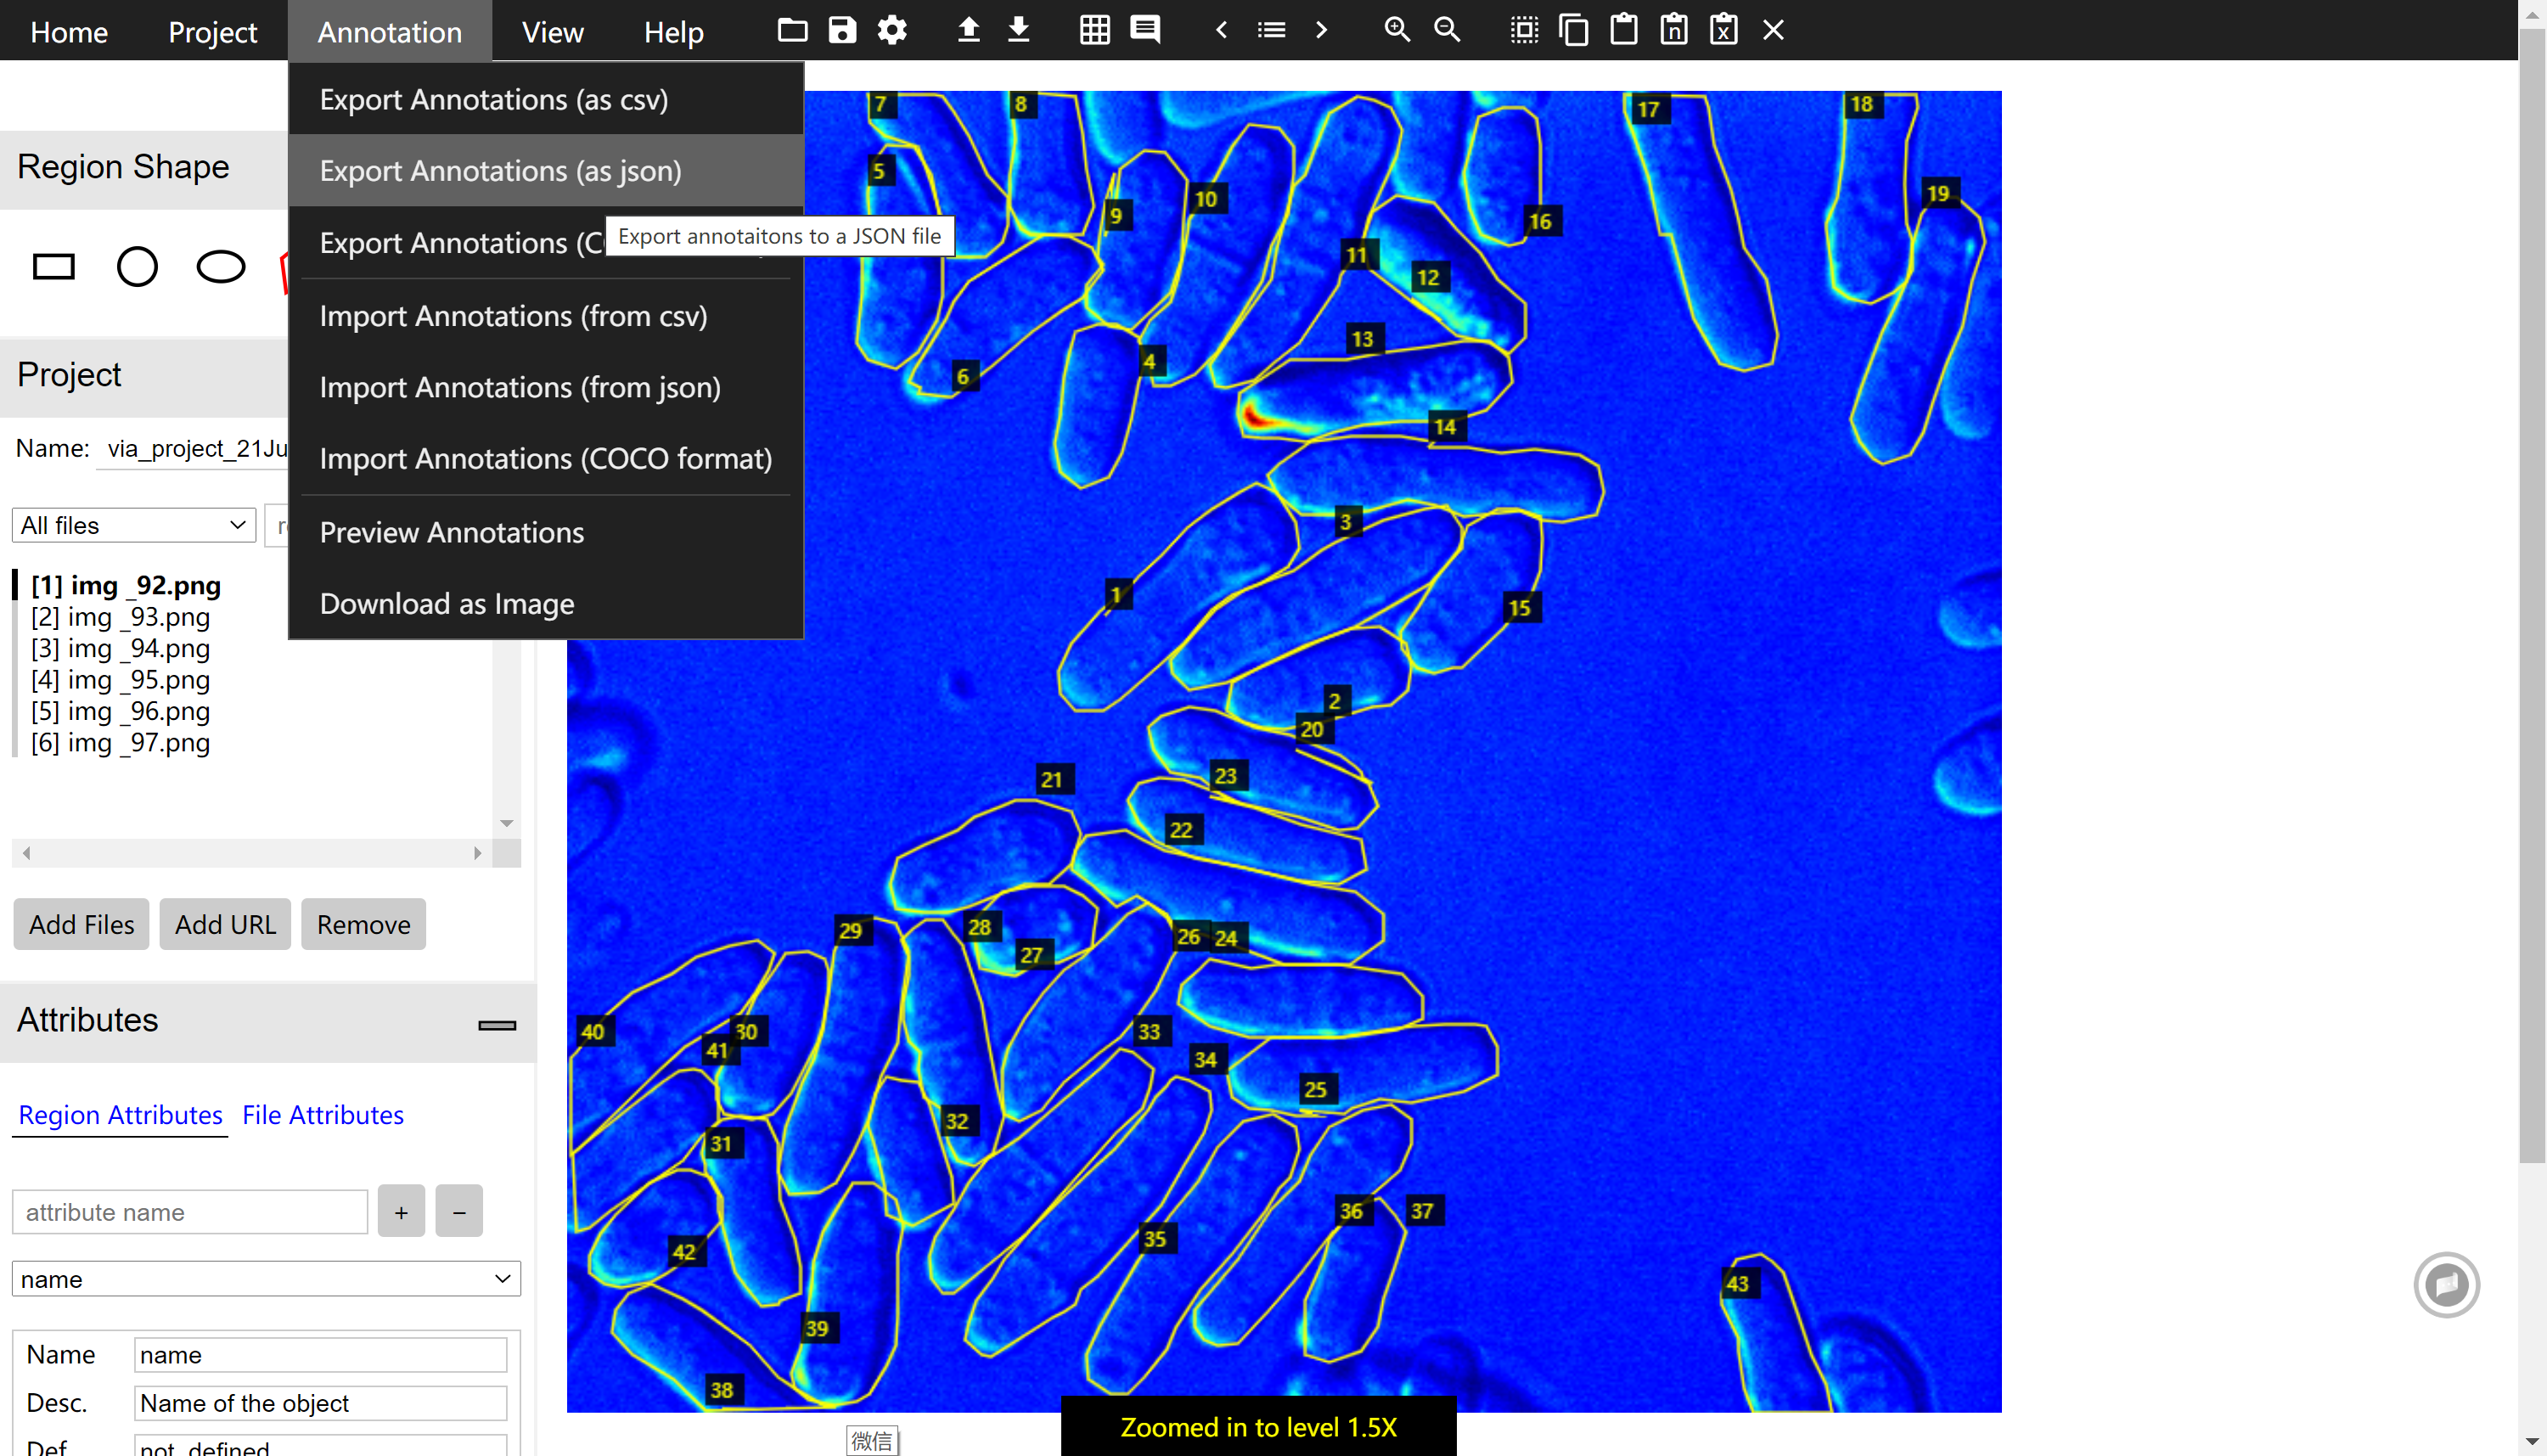 Home Project Annotation View Help
Export Annotations (as csv)
Export Annotations (as json)
Export annotaitons to a JSON file
Export Annotations
Import Annotations (from csv)
Import Annotations (from json)
Import Annotations (COCO format)
Preview Annotations
Download as Image
Region Shape
Project
Name: via_project_21Ju
All files
[1] img _92.png
[2] img _93.png
[3] img _94.png
[4] img _95.png
[5] img _96.png
[6] img _97.png
Add Files Add URL Remove
Attributes
Region Attributes File Attributes
attribute name + −
name
Name name
Desc. Name of the object
Def. not_defined
7 8 17 18
5 9 10 16 19
11 12
13
4 6
14
3
1 15
2
20
21 23
22
29 28 26 24
27
40 30 33
41 34
25
32
31
36 37
35
42
43
39
38
Zoomed in to level 1.5X
微信